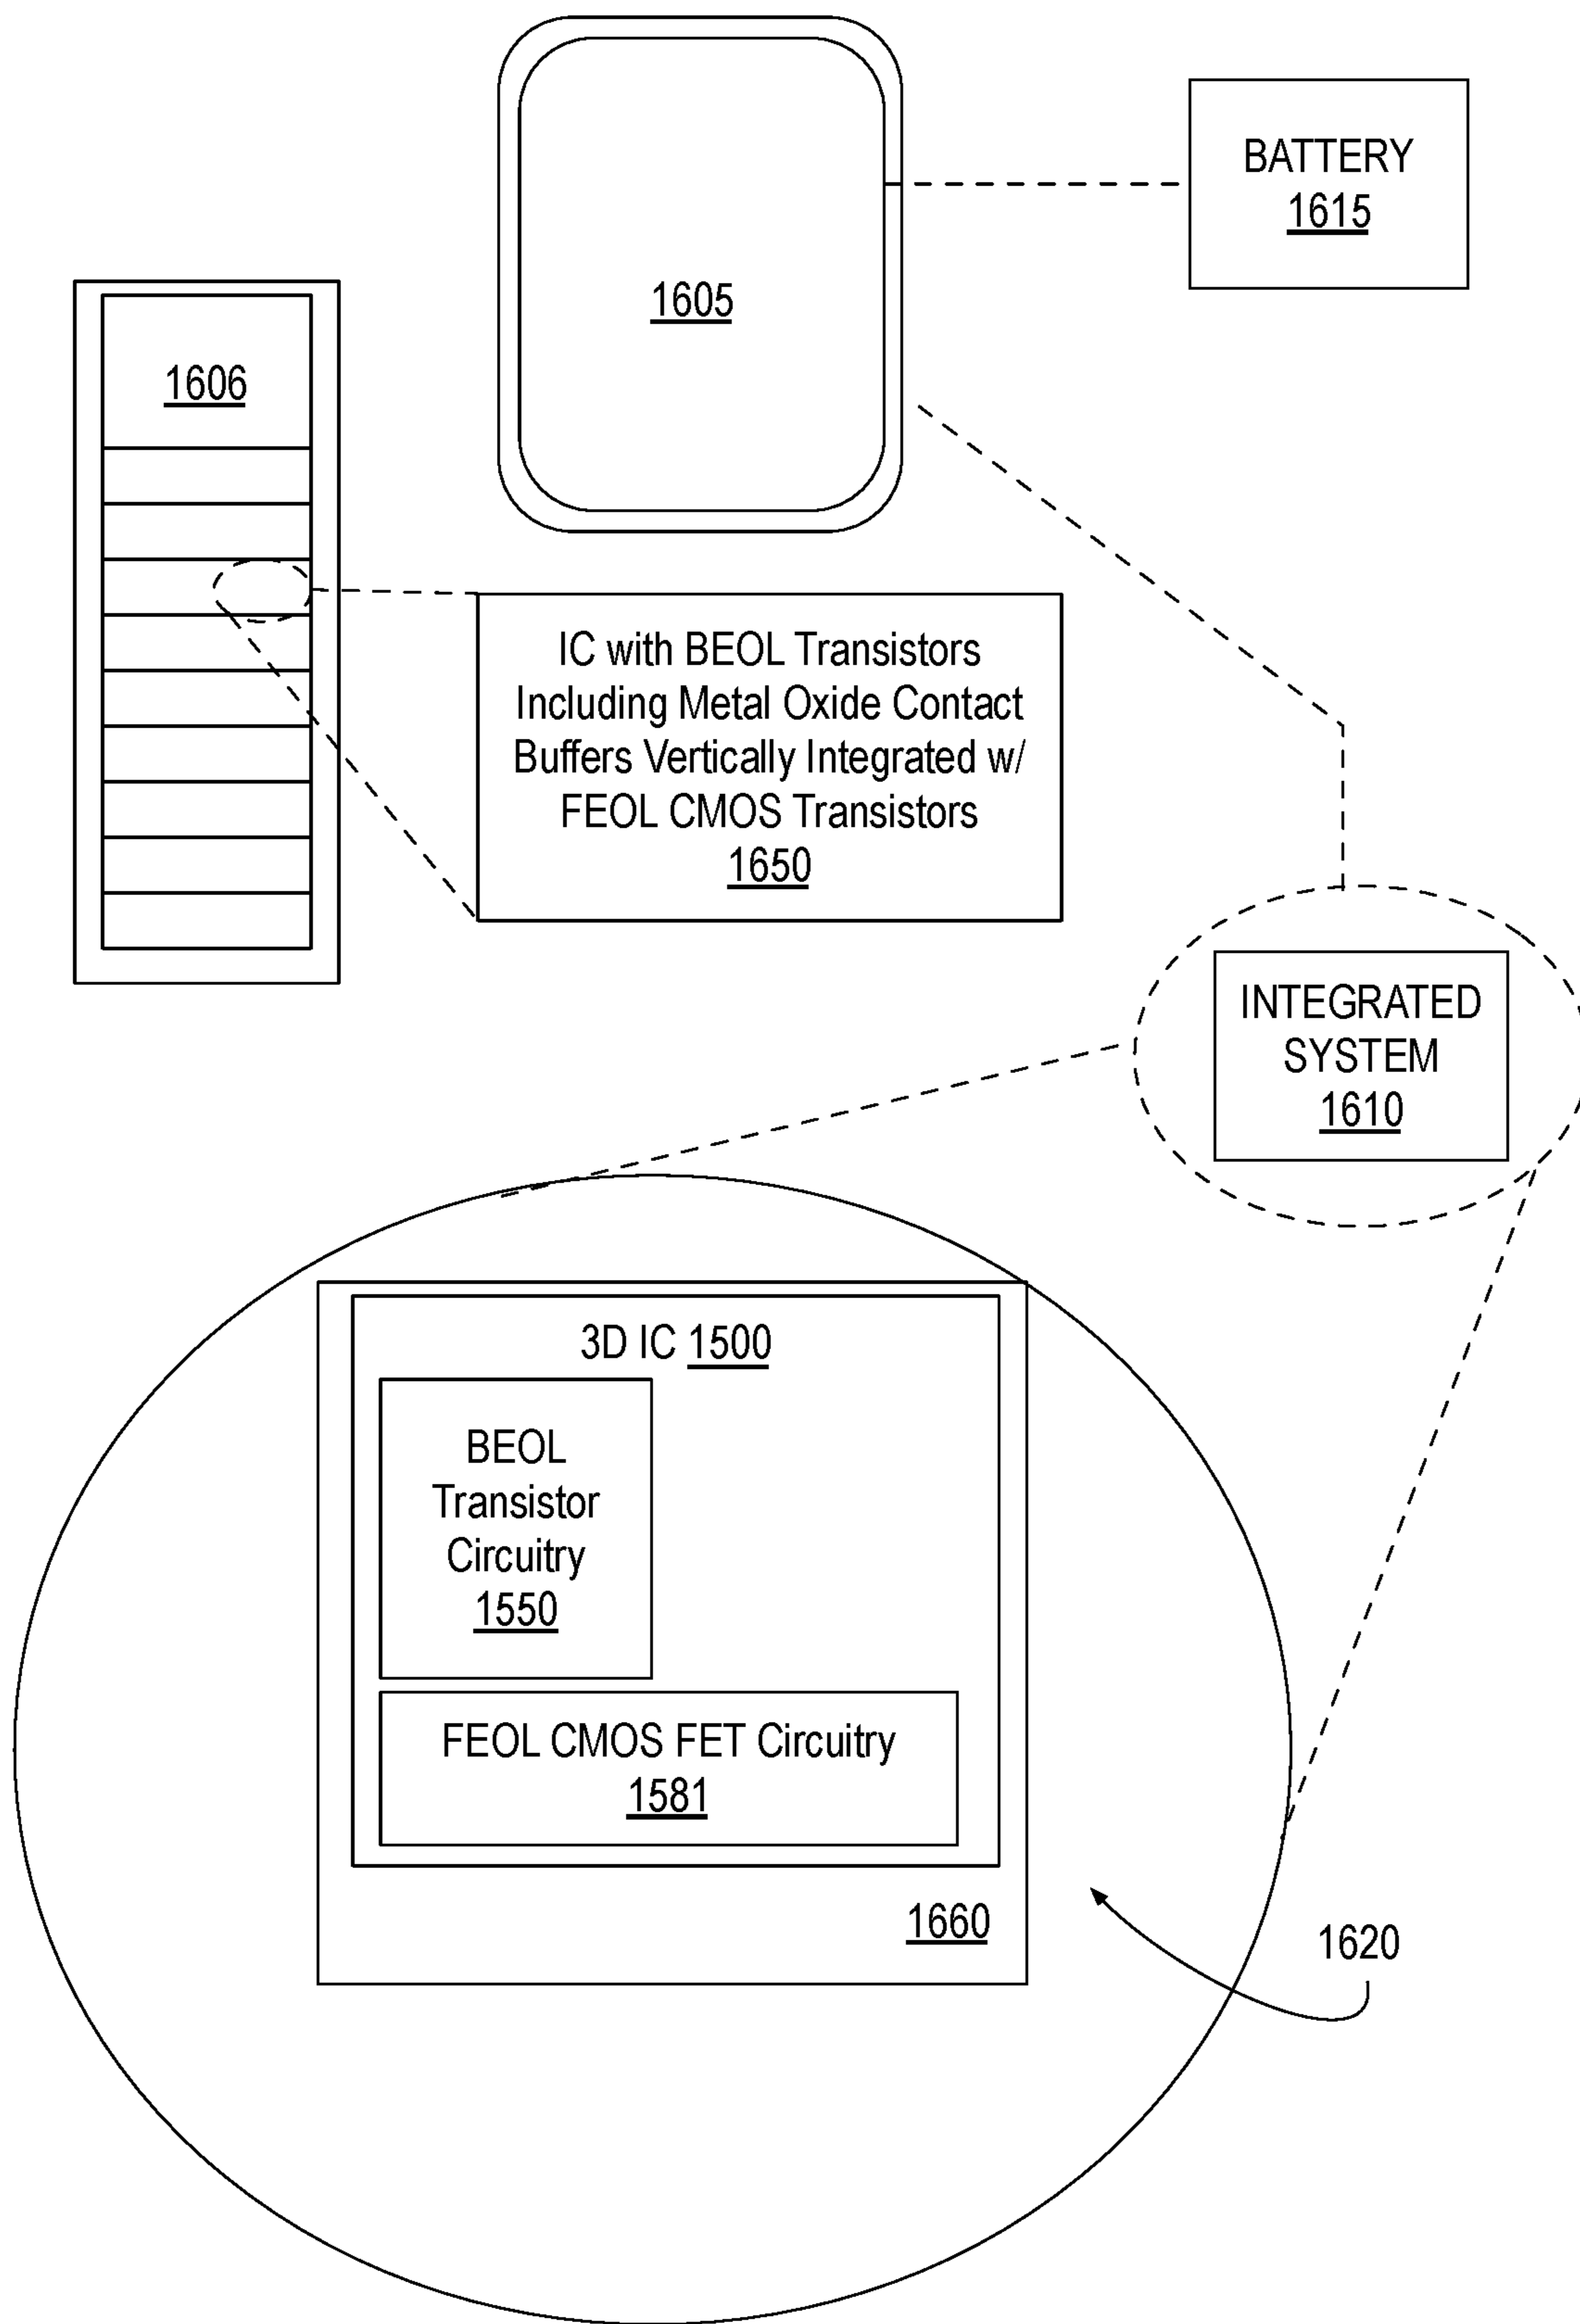 BATTERY
1615
1605
1606
IC with BEOL Transistors
Including Metal Oxide Contact
Buffers Vertically Integrated w/
FEOL CMOS Transistors
1650
INTEGRATED
SYSTEM
1610
3D IC 1500
BEOL
Transistor
Circuitry
1550
FEOL CMOS FET Circuitry
1581
1660
1620